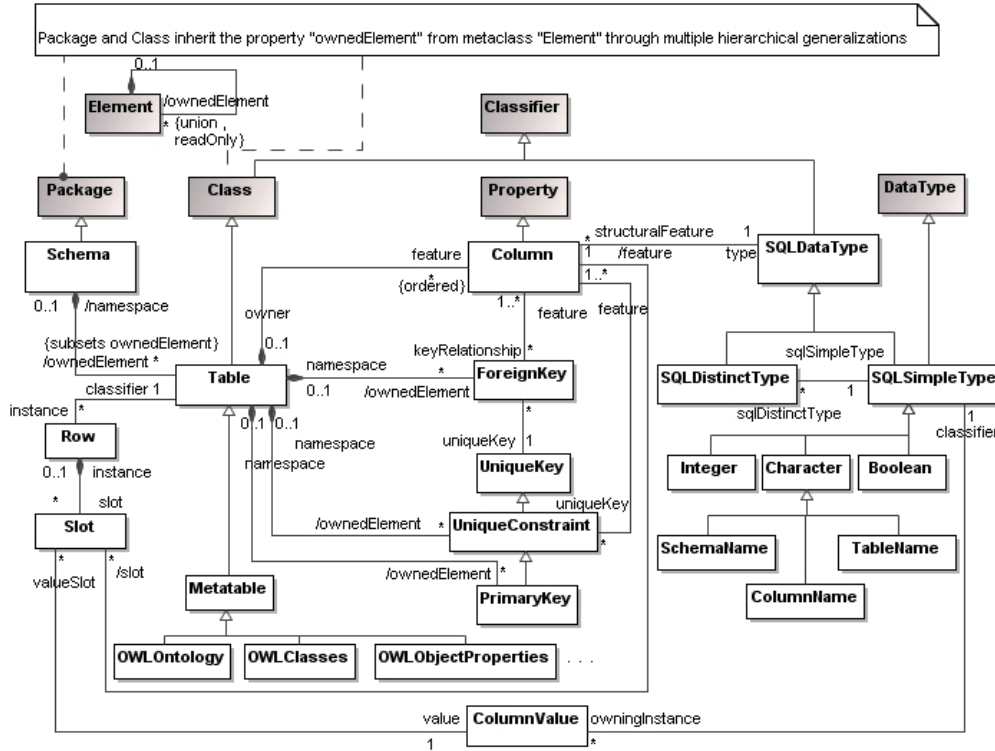 Package and Class inherit the property "ownedElement" from metaclass "Element" through multiple hierarchical generalizations
0..1
Element
/ownedElement
* {union ,
readOnly}
Classifier
Package
Class
Property
DataType
Schema
feature
*
{ordered}
Column
* structuralFeature 1
1 /feature type
SQLDataType
0..1 /namespace
1..*
1..*
feature
feature
owner
0..1
{subsets ownedElement}
/ownedElement *
keyRelationship *
sqlSimpleType
Table
namespace
0..1
*
/ownedElement
ForeignKey
SQLDistinctType
*
1
SQLSimpleType
sqlDistinctType
1
classifier
classifier 1
instance *
0..1 0..1
namespace
namespace
*
uniqueKey 1
Row
0..1 instance
UniqueKey
Integer
Character
Boolean
* slot
uniqueKey
Slot
/ownedElement *
UniqueConstraint
*
SchemaName
TableName
*
valueSlot
*
/slot
/ownedElement *
Metatable
PrimaryKey
ColumnName
OWLOntology
OWLClasses
OWLObjectProperties
. . .
value
1
ColumnValue
owningInstance
*